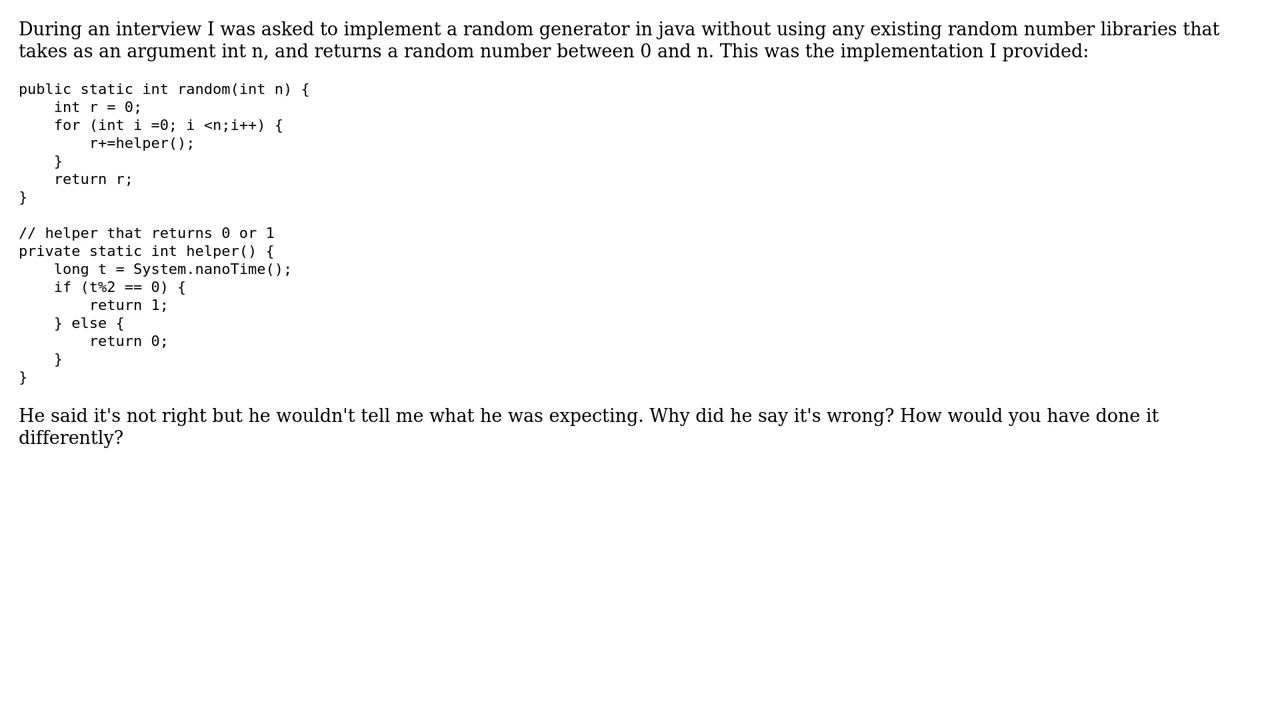 During an interview I was asked to implement a random generator in java without using any existing random number libraries that
takes as an argument int n, and returns a random number between 0 and n. This was the implementation I provided:
public static int random(int n) {
    int r = 0;
    for (int i =0; i <n;i++) {
        r+=helper();
    }
    return r;
}
// helper that returns 0 or 1
private static int helper() {
    long t = System.nanoTime();
    if (t%2 == 0) {
        return 1;
    } else {
        return 0;
    }
}
He said it's not right but he wouldn't tell me what he was expecting. Why did he say it's wrong? How would you have done it
differently?